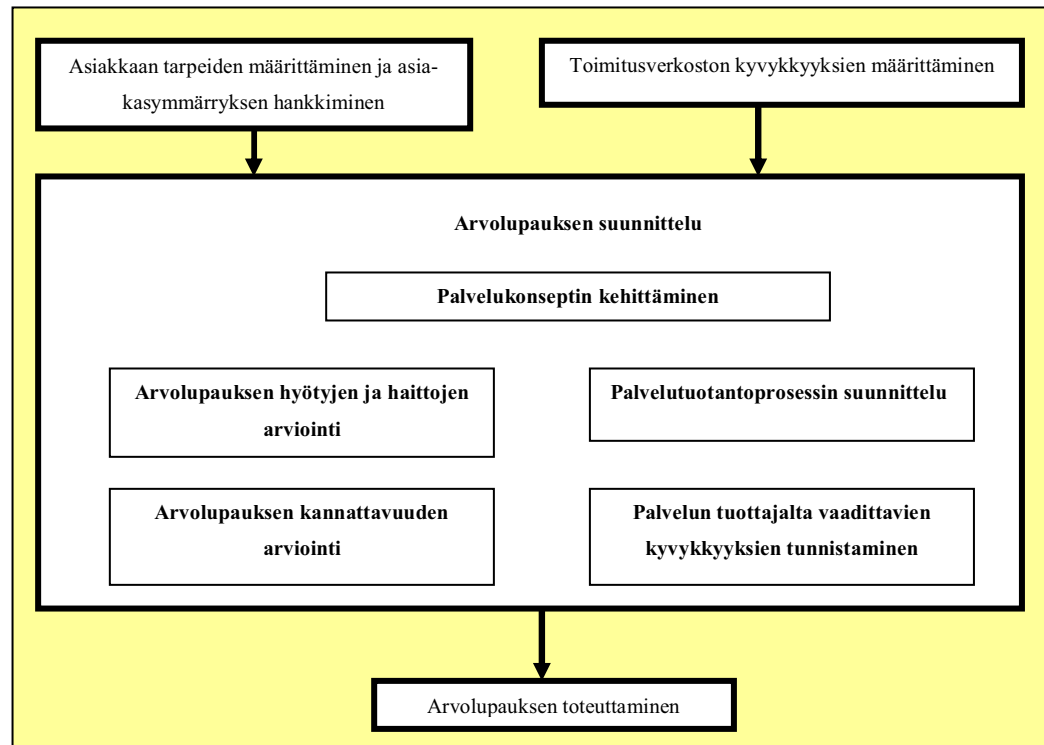 Asiakkaan tarpeiden määrittäminen ja asia-
kasymmärryksen hankkiminen
Toimitusverkoston kyvykkyyksien määrittäminen
Arvolupauksen suunnittelu
Palvelukonseptin kehittäminen
Arvolupauksen hyötyjen ja haittojen
arviointi
Palvelutuotantoprosessin suunnittelu
Arvolupauksen kannattavuuden
arviointi
Palvelun tuottajalta vaadittavien
kyvykkyyksien tunnistaminen
Arvolupauksen toteuttaminen